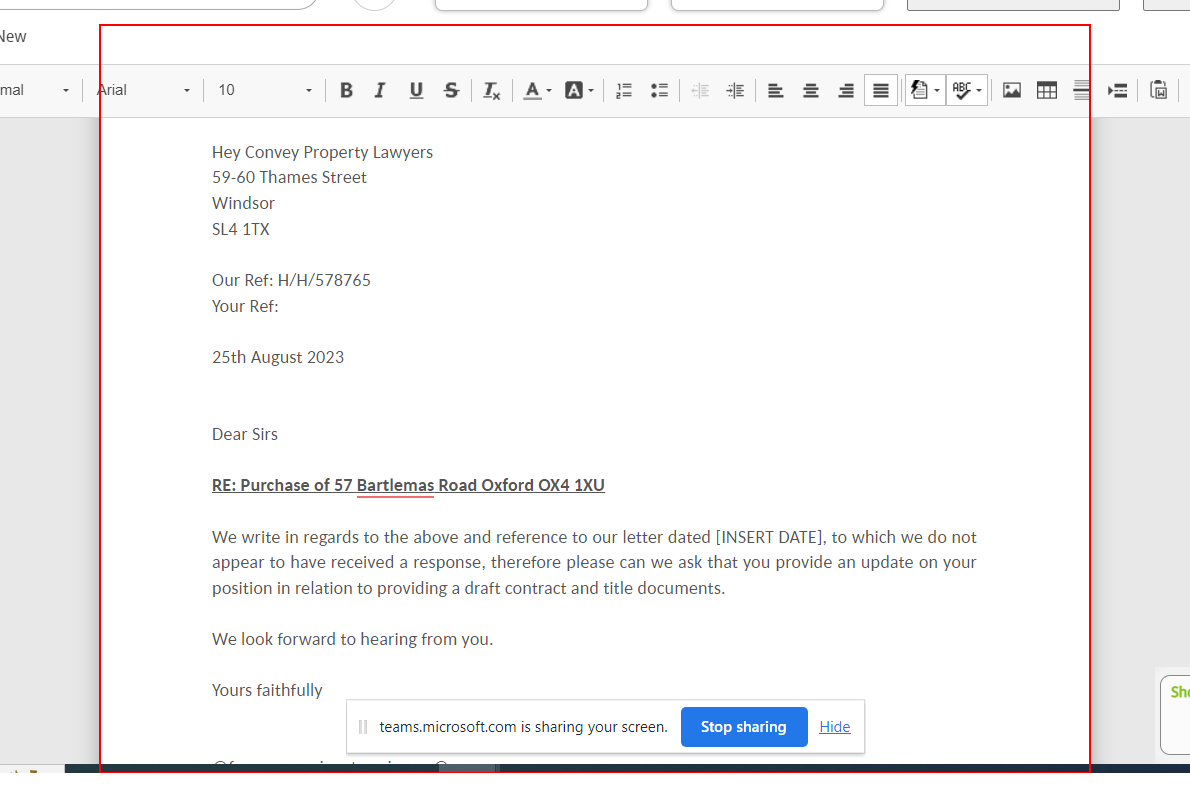 New
Arial
10
B I U S
ABC
Hey Convey Property Lawyers
59-60 Thames Street
Windsor
SL4 1TX
Our Ref: H/H/578765
Your Ref:
25th August 2023
Dear Sirs
RE: Purchase of 57 Bartlemas Road Oxford OX4 1XU
We write in regards to the above and reference to our letter dated [INSERT DATE], to which we do not
appear to have received a response, therefore please can we ask that you provide an update on your
position in relation to providing a draft contract and title documents.
We look forward to hearing from you.
Yours faithfully
teams.microsoft.com is sharing your screen. Stop sharing Hide